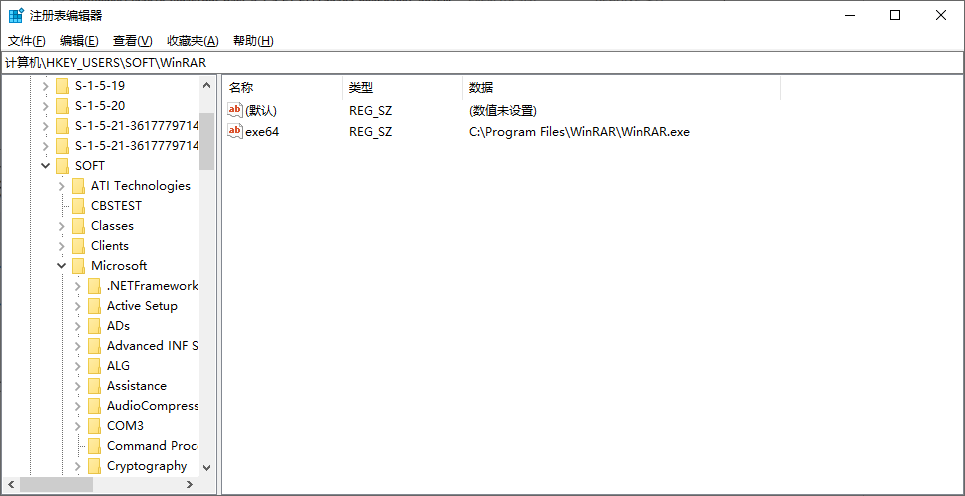 注册表编辑器
文件(F) 编辑(E) 查看(V) 收藏夹(A) 帮助(H)
计算机\HKEY_USERS\SOFT\WinRAR
S-1-5-19
S-1-5-20
S-1-5-21-3617779714
S-1-5-21-3617779714
SOFT
ATI Technologies
CBSTEST
Classes
Clients
Microsoft
.NETFramework
Active Setup
ADs
Advanced INF S
ALG
Assistance
AudioCompress
COM3
Command Proc
Cryptography
名称 类型 数据
ab (默认) REG_SZ (数值未设置)
ab exe64 REG_SZ C:\Program Files\WinRAR\WinRAR.exe